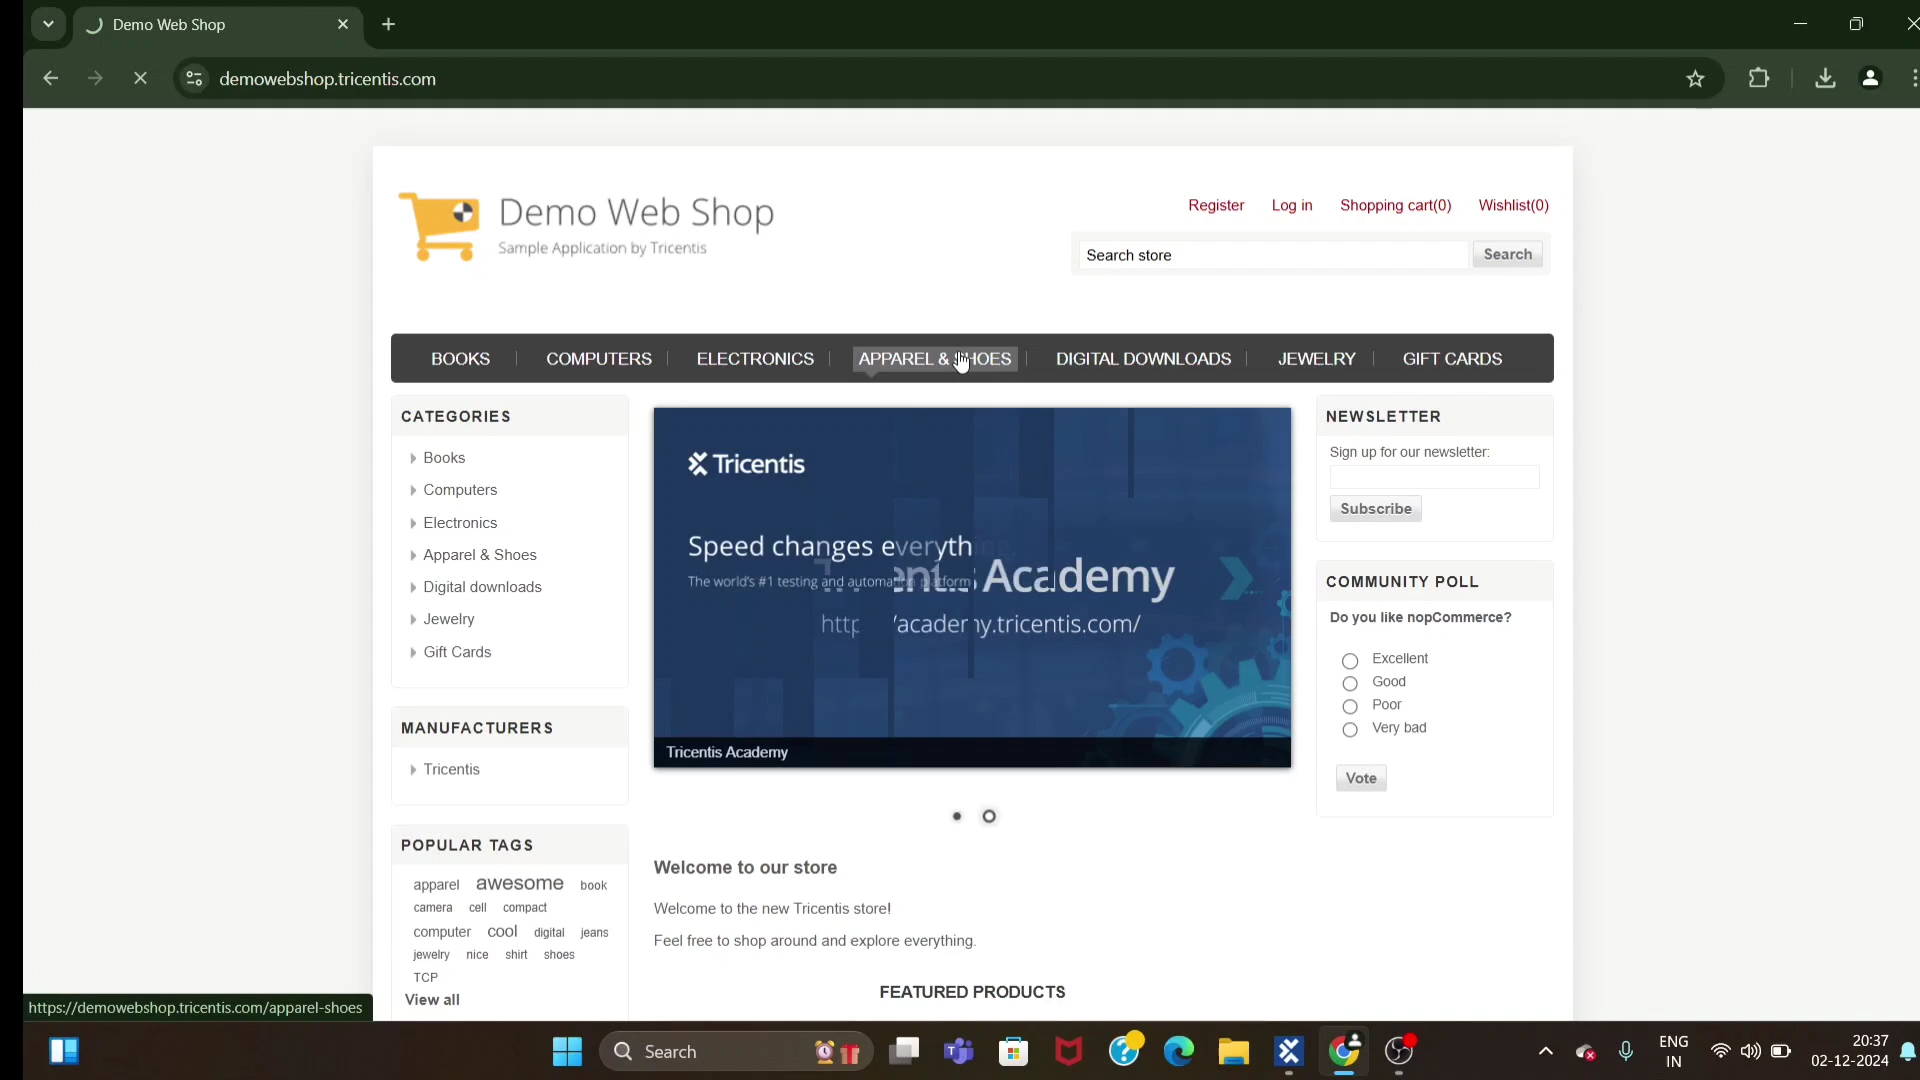 Demo Web Shop
demowebshop.tricentis.com
Demo Web Shop
Sample Application by Tricentis
Register Log in Shopping cart(0) Wishlist(0)
Search store Search
BOOKS COMPUTERS ELECTRONICS APPAREL & SHOES DIGITAL DOWNLOADS JEWELRY GIFT CARDS
CATEGORIES
Books
Computers
Electronics
Apparel & Shoes
Digital downloads
Jewelry
Gift Cards
MANUFACTURERS
Tricentis
POPULAR TAGS
apparel awesome book
camera cell compact
computer cool digital jeans
jewelry nice shirt shoes
TCP
View all
Tricentis
Speed changes everyth
The world's #1 testing and automation platform
Academy
/academy.tricentis.com/
Tricentis Academy
Welcome to our store
Welcome to the new Tricentis store!
Feel free to shop around and explore everything.
FEATURED PRODUCTS
NEWSLETTER
Sign up for our newsletter:
Subscribe
COMMUNITY POLL
Do you like nopCommerce?
Excellent
Good
Poor
Very bad
Vote
https://demowebshop.tricentis.com/apparel-shoes
Search
ENG
IN
20:37
02-12-2024